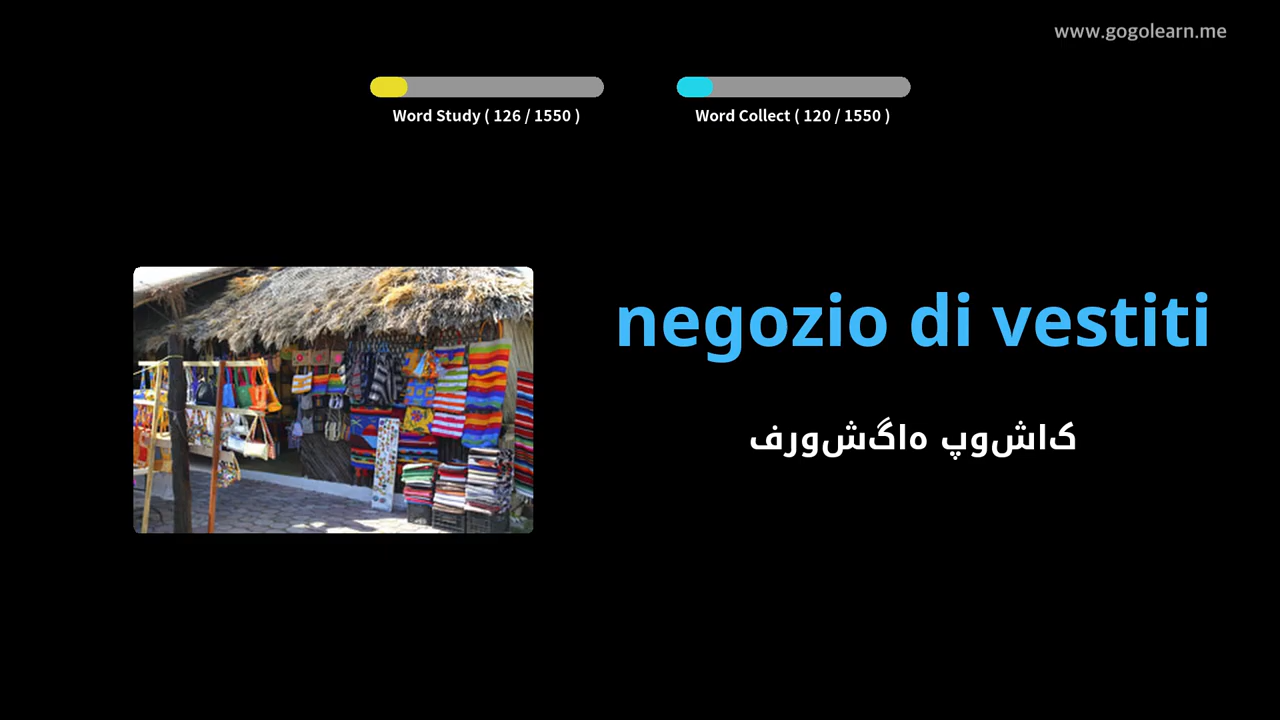 www.gogolearn.me
Word Study ( 126 / 1550 )
Word Collect ( 120 / 1550 )
negozio di vestiti
فروشگاه پوشاک